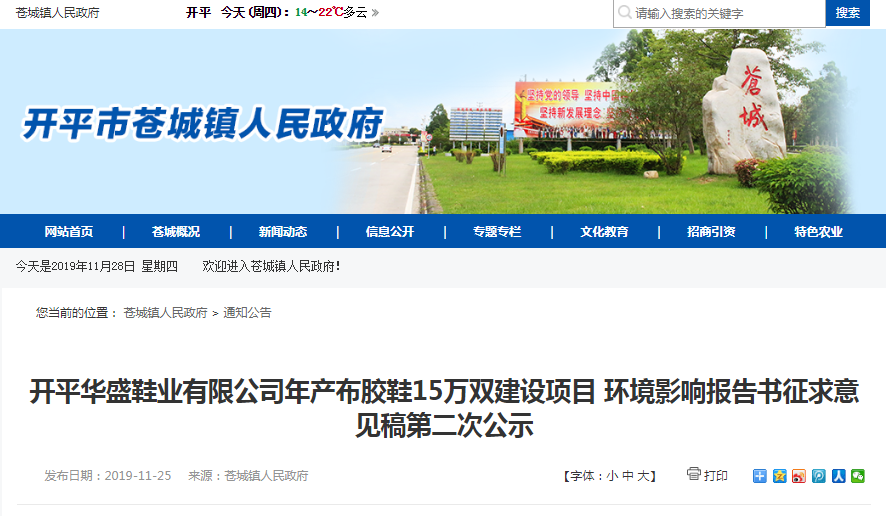 苍城镇人民政府 开平 今天 (周四)：14～22℃多云 请输入搜索的关键字 搜索
开平市苍城镇人民政府
坚持党的领导 坚持中国
坚持新发展理念
苍城
网站首页 | 苍城概况 | 新闻动态 | 信息公开 | 专题专栏 | 文化教育 | 招商引资 | 特色农业
今天是2019年11月28日 星期四 欢迎进入苍城镇人民政府!
您当前的位置： 苍城镇人民政府 > 通知公告
开平华盛鞋业有限公司年产布胶鞋15万双建设项目 环境影响报告书征求意
见稿第二次公示
发布日期：2019-11-25 来源：苍城镇人民政府 【字体：小 中 大】 打印